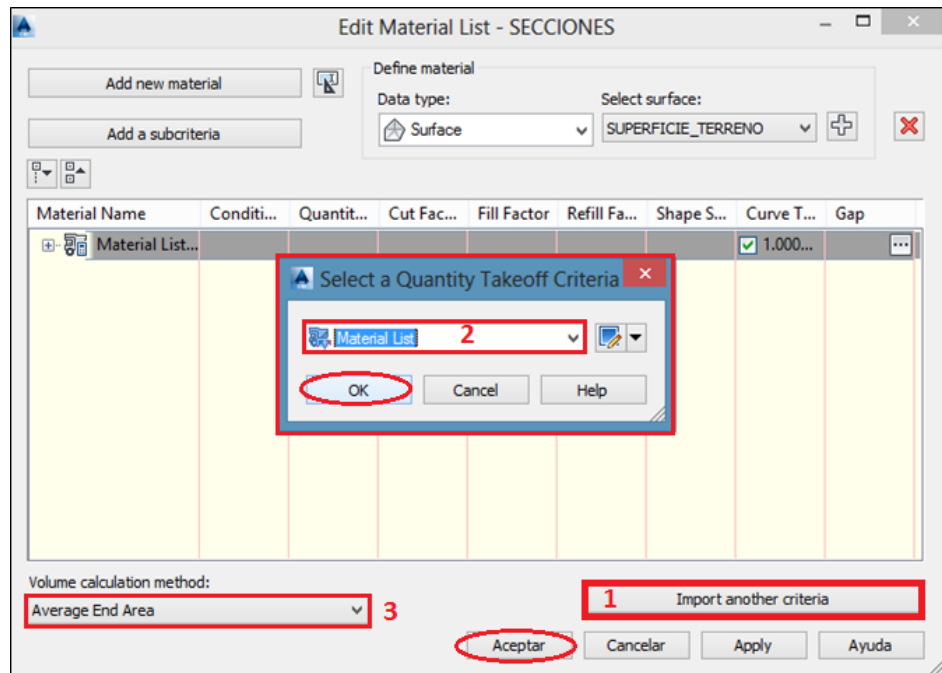 Edit Material List - SECCIONES
Add new material
Define material
Data type:
Select surface:
Surface
SUPERFICIE_TERRENO
Add a subcriteria
Material Name Conditi... Quantit... Cut Fac... Fill Factor Refill Fa... Shape S... Curve T... Gap
Material List... 1.000... ...
Select a Quantity Takeoff Criteria
Material List 2
OK Cancel Help
Volume calculation method:
Average End Area 3
1 Import another criteria
Aceptar Cancelar Apply Ayuda